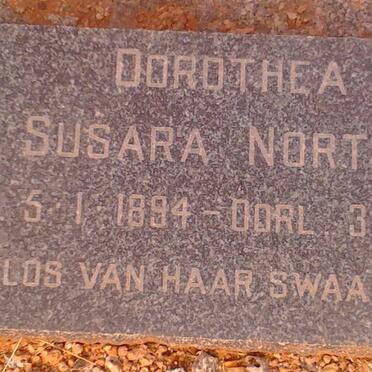 DOROTHEA
SUSARA NORT
5-1-1894 - OORL. 3
LOS VAN HAAR SWAA